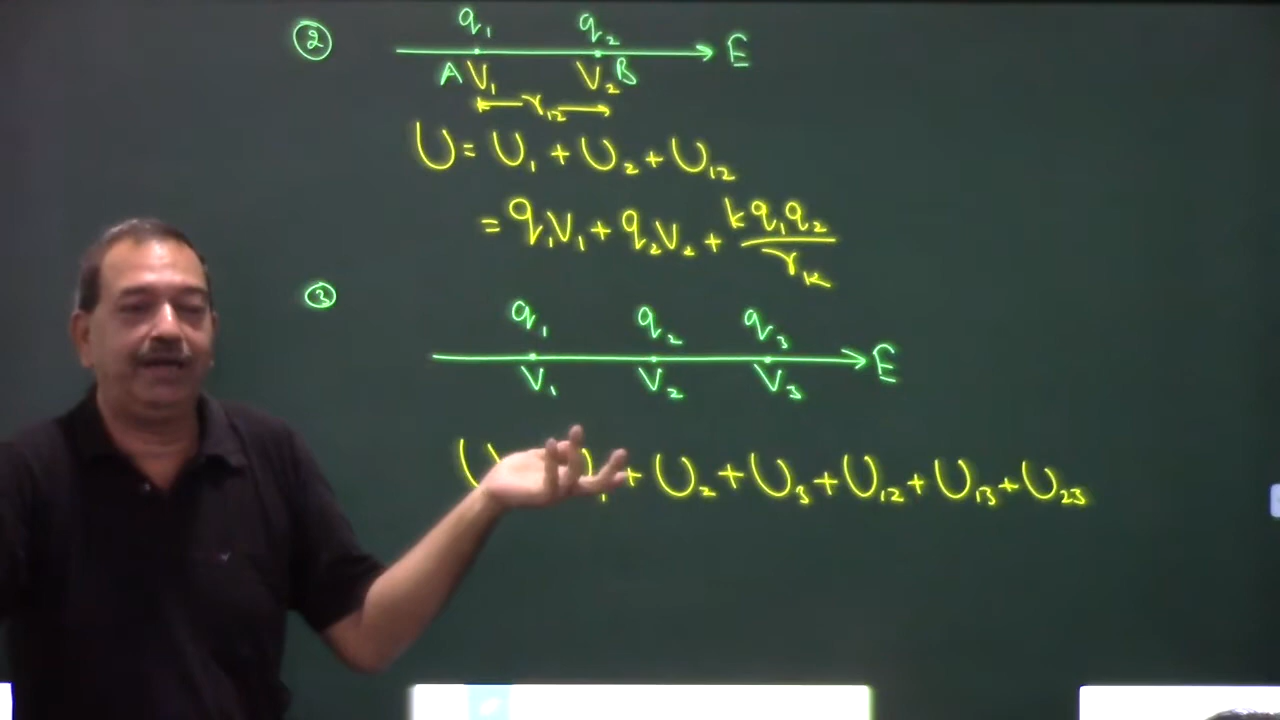 ② q₁ q₂ E
A V₁ V₂ B
r₁₂
U = U₁ + U₂ + U₁₂
= q₁V₁ + q₂V₂ + kq₁q₂/r₁₂
③ q₁ q₂ q₃
E
V₁ V₂ V₃
U ₁ + U₂ + U₃ + U₁₂ + U₁₃ + U₂₃